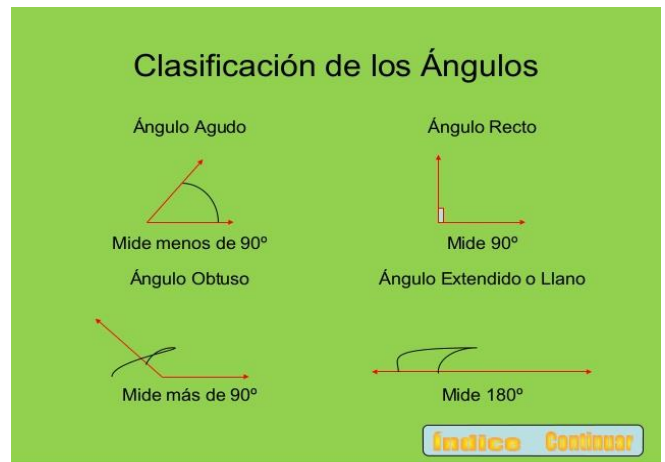 Clasificación de los Ángulos
Ángulo Agudo
Ángulo Recto
Mide menos de 90º
Mide 90º
Ángulo Obtuso
Ángulo Extendido o Llano
Mide más de 90º
Mide 180º
Índice
Continuar